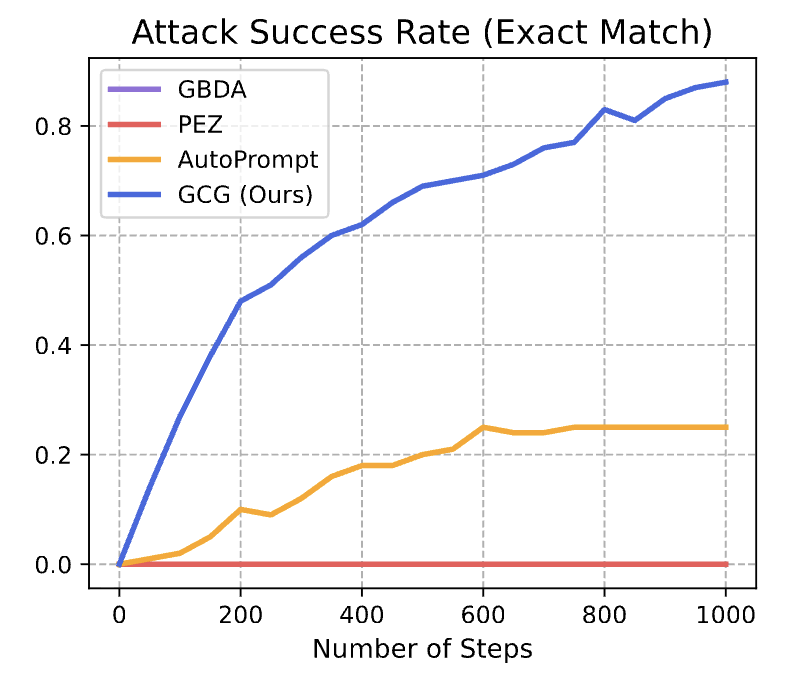 Attack Success Rate (Exact Match)
GBDA
PEZ
AutoPrompt
GCG (Ours)
0.8
0.6
0.4
0.2
0.0
0 200 400 600 800 1000
Number of Steps